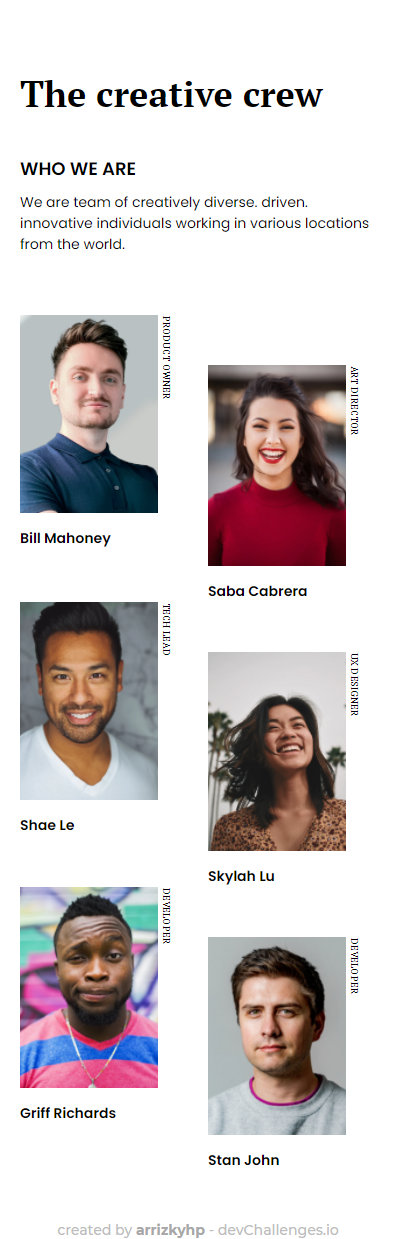 The creative crew
WHO WE ARE
We are team of creatively diverse. driven.
innovative individuals working in various locations
from the world.
PRODUCT OWNER
Bill Mahoney
ART DIRECTOR
Saba Cabrera
TECH LEAD
Shae Le
UX DESIGNER
Skylah Lu
DEVELOPER
Griff Richards
DEVELOPER
Stan John
created by arrizkyhp - devChallenges.io